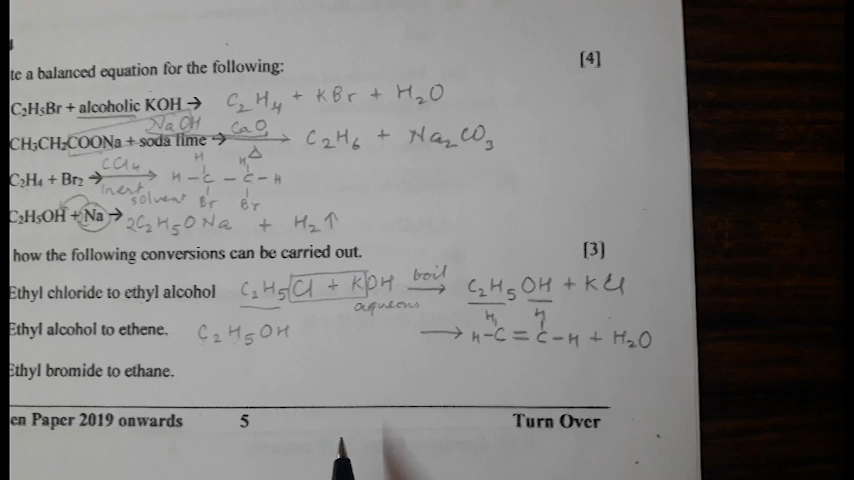 te a balanced equation for the following: [4]
C₂H₅Br + alcoholic KOH → C₂H₄ + KBr + H₂O
NaOH CaO
CH₃CH₂COONa + soda lime → C₂H₆ + Na₂CO₃
Δ
CCl₄ H H
C₂H₄ + Br₂ → H - C - C - H
inert solvent Br Br
C₂H₅OH + Na → 2C₂H₅ONa + H₂↑
how the following conversions can be carried out. [3]
Ethyl chloride to ethyl alcohol C₂H₅Cl + KOH boil → C₂H₅OH + KCl
aqueous
H H
Ethyl alcohol to ethene. C₂H₅OH → H-C = C-H + H₂O
Ethyl bromide to ethane.
en Paper 2019 onwards 5 Turn Over